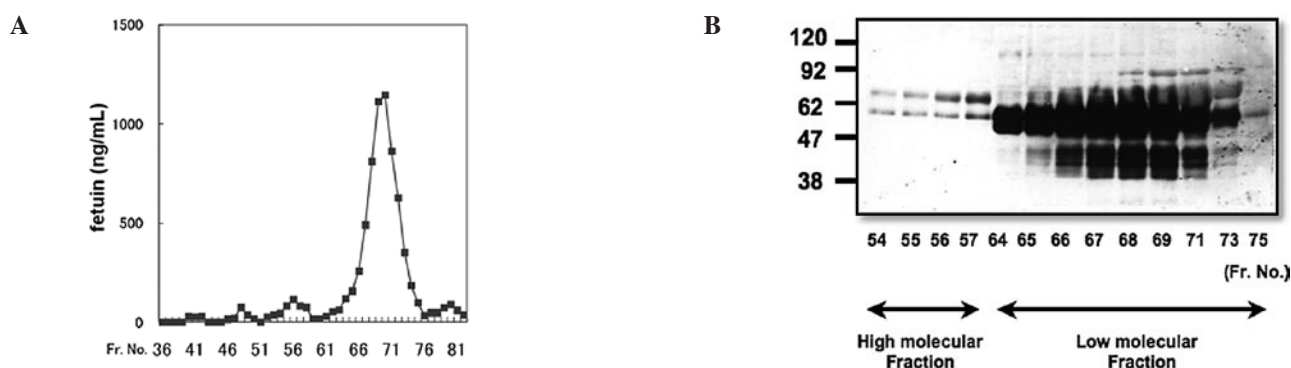 A
1500
1000
500
0
fetuin (ng/mL)
Fr. No. 36 41 46 51 56 61 66 71 76 81
B
120
92
62
47
38
54 55 56 57 64 65 66 67 68 69 71 73 75
(Fr. No.)
High molecular
Fraction
Low molecular
Fraction